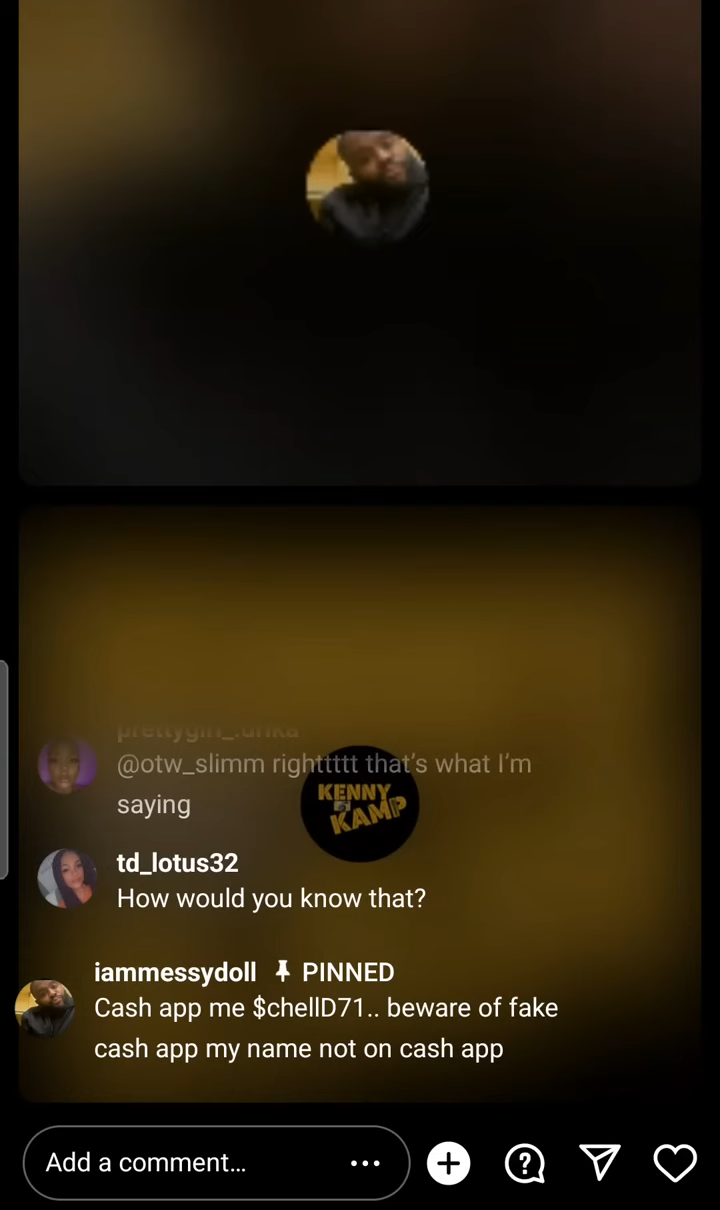 @otw_slimm righttttt that's what I'm
saying
KENNY
KAMP
td_lotus32
How would you know that?
iammessydoll PINNED
Cash app me $chellD71.. beware of fake
cash app my name not on cash app
Add a comment...